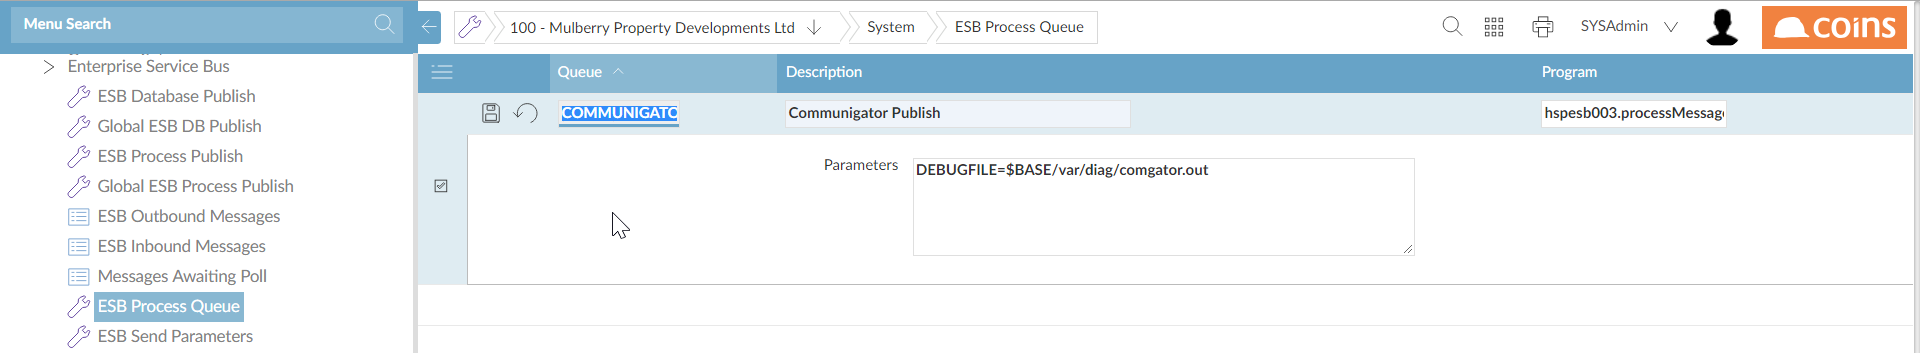 Menu Search
100 - Mulberry Property Developments Ltd
System
ESB Process Queue
SYSAdmin
coins
Enterprise Service Bus
ESB Database Publish
Global ESB DB Publish
ESB Process Publish
Global ESB Process Publish
ESB Outbound Messages
ESB Inbound Messages
Messages Awaiting Poll
ESB Process Queue
ESB Send Parameters
Queue Description Program
COMMUNIGATO Communigator Publish hspesb003.processMessag
Parameters DEBUGFILE=$BASE/var/diag/comgator.out